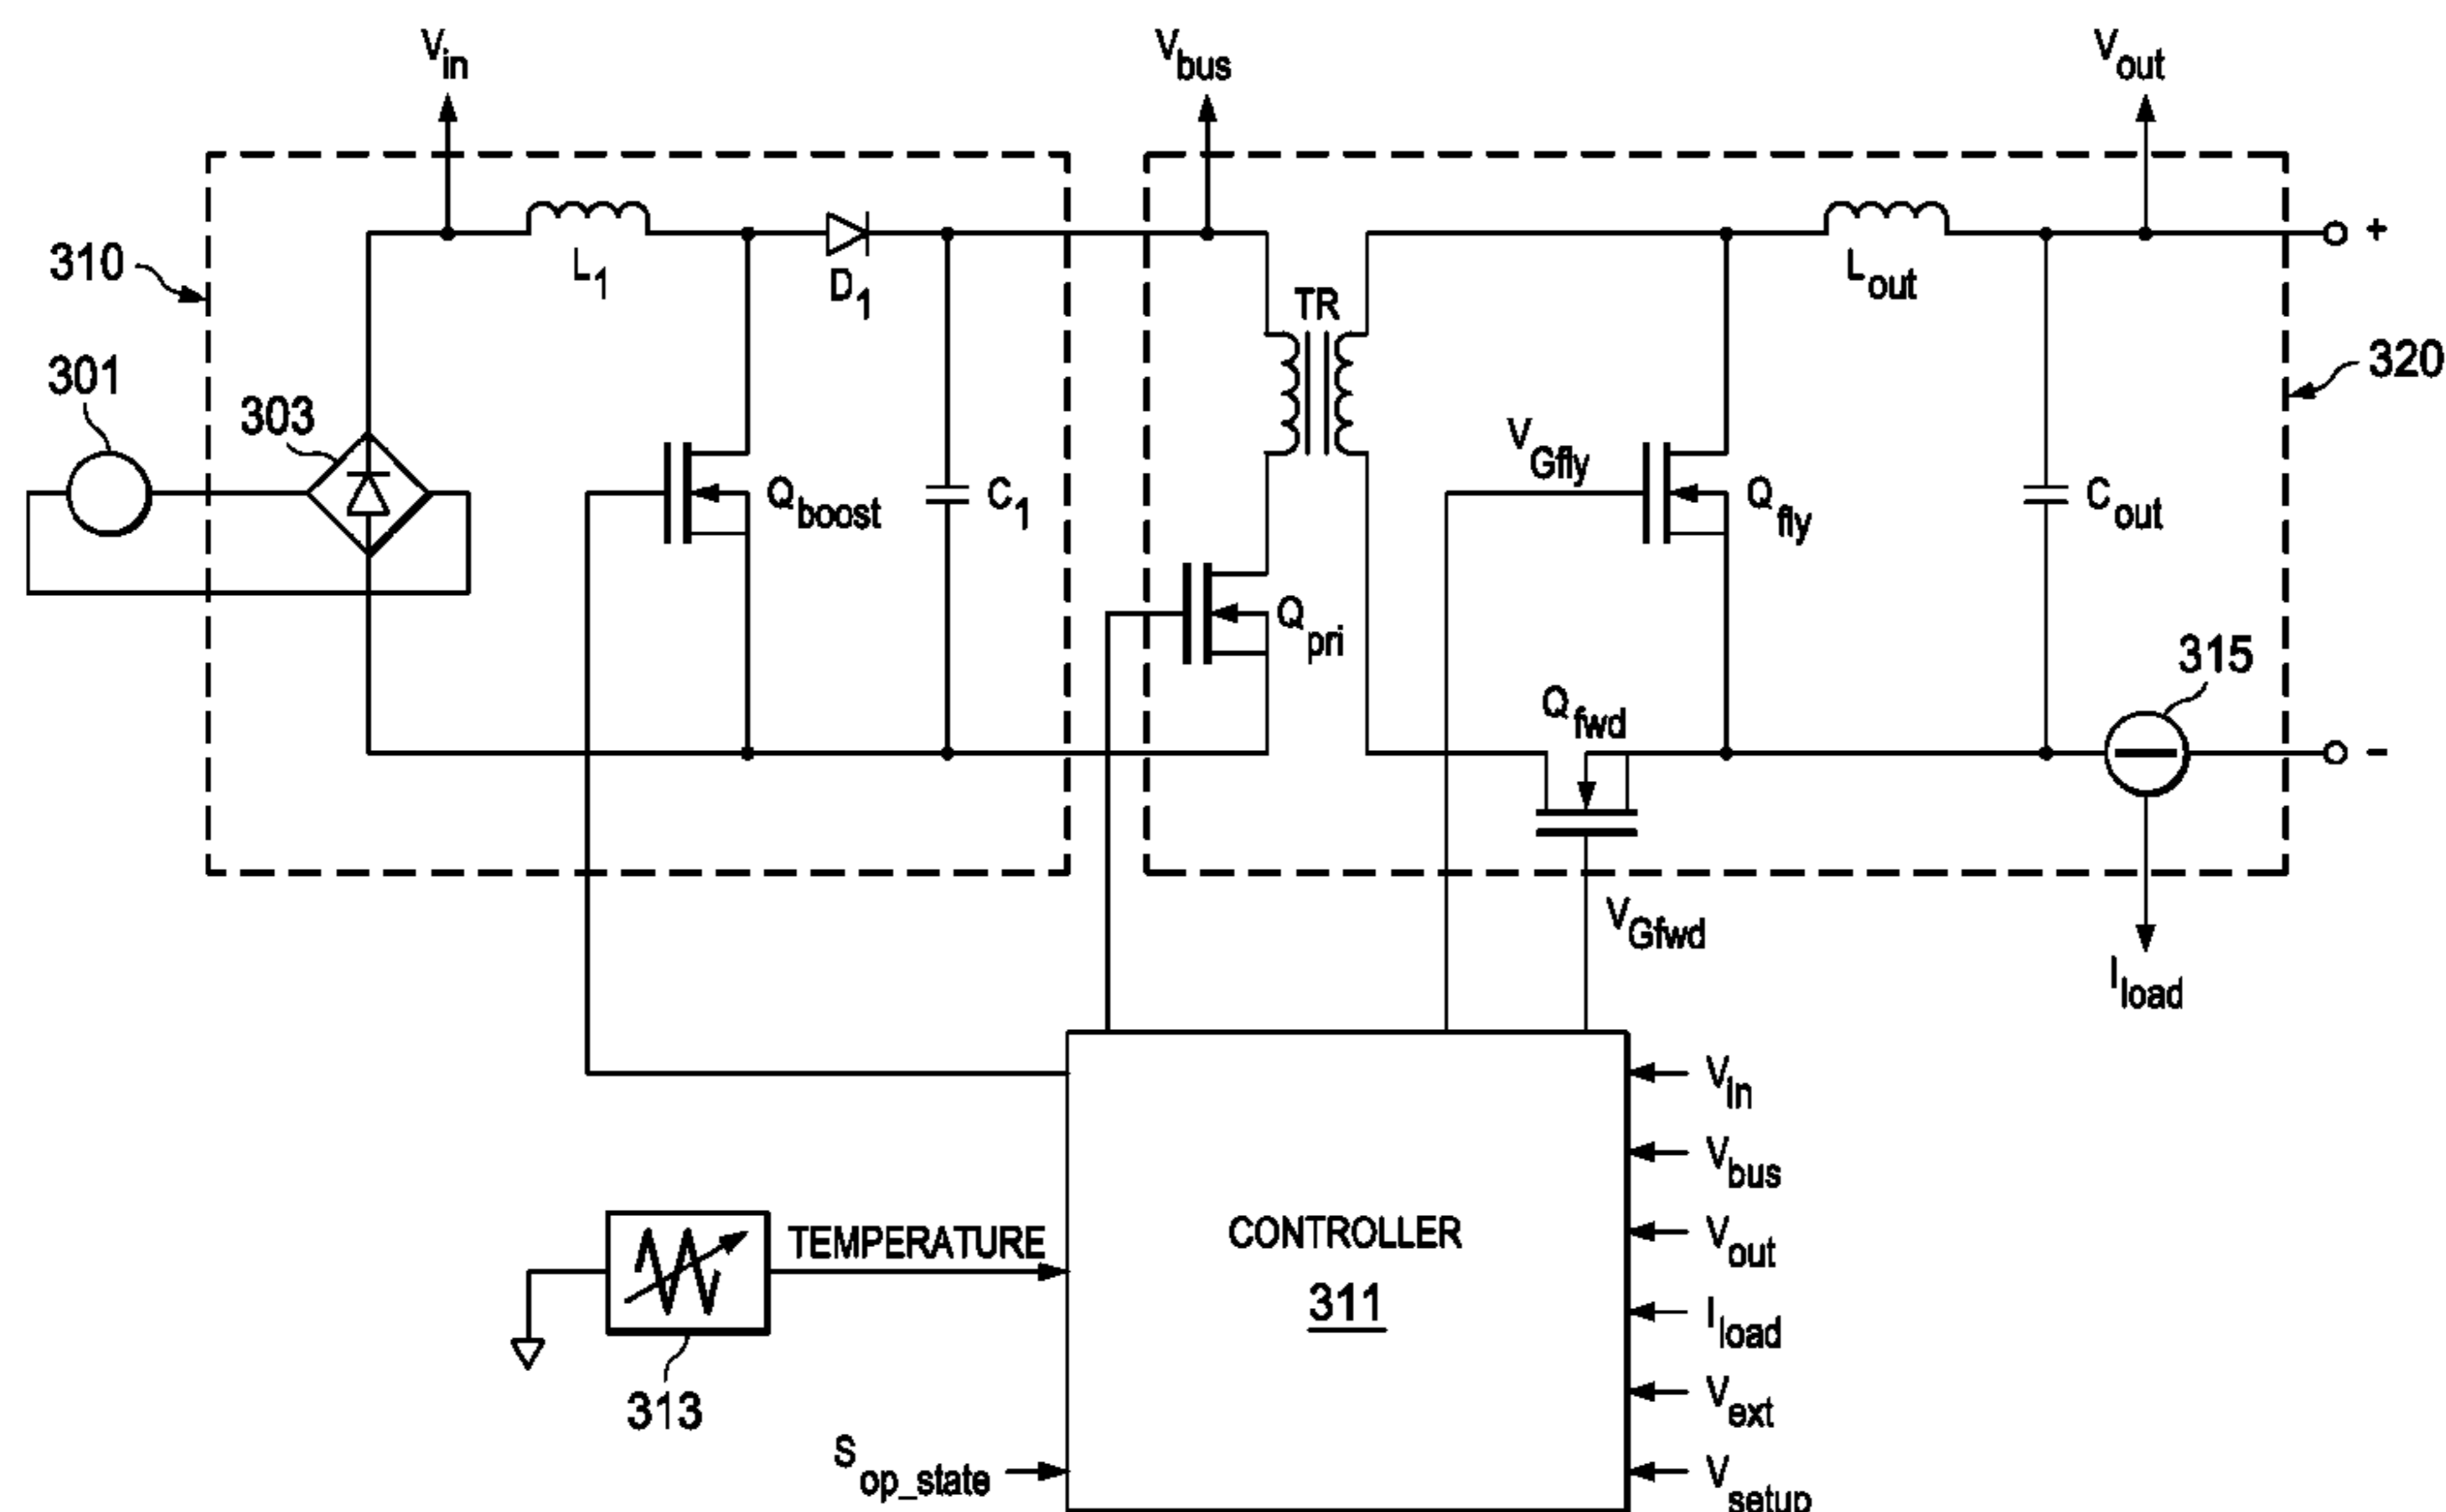 Vin
Vbus
Vout
310
L1
D1
Lout
301
303
TR
320
Qboost
C1
VGfly
Qfly
Cout
Qpri
315
Qfwd
+
-
VGfwd
Iload
Vin
Vbus
TEMPERATURE
CONTROLLER
Vout
311
Iload
313
Vext
Sop_state
Vsetup